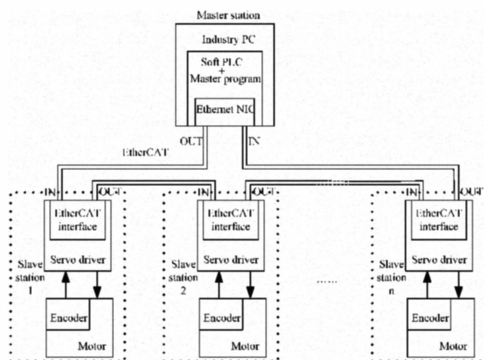 Master station
Industry PC
Soft PLC
+
Master program
Ethernet NIC
OUT IN
EtherCAT
IN OUT IN OUT IN OUT
EtherCAT
interface
Servo driver
Slave
station
1
Encoder
Motor
EtherCAT
interface
Servo driver
Slave
station
2
Encoder
Motor
......
EtherCAT
interface
Servo driver
Slave
station
n
Encoder
Motor